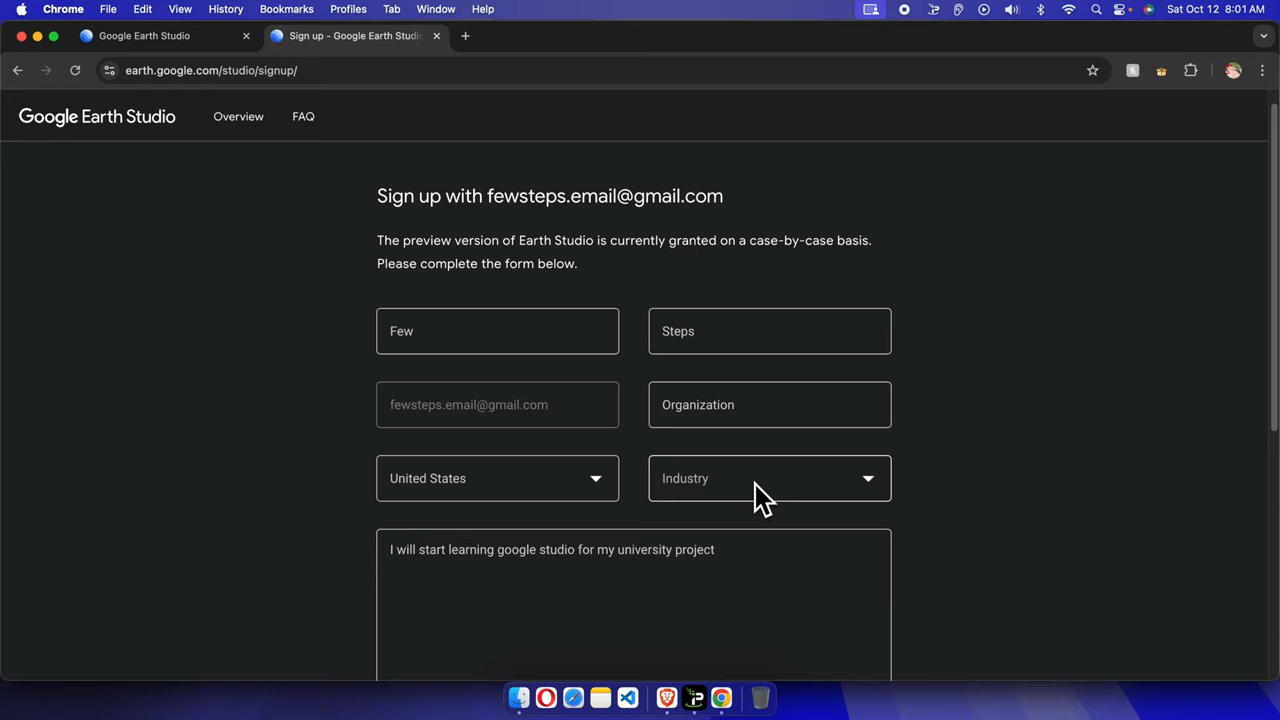 Chrome File Edit View History Bookmarks Profiles Tab Window Help Sat Oct 12 8:01 AM
Google Earth Studio Sign up - Google Earth Studio
earth.google.com/studio/signup/
Google Earth Studio Overview FAQ
Sign up with fewsteps.email@gmail.com
The preview version of Earth Studio is currently granted on a case-by-case basis.
Please complete the form below.
Few Steps
fewsteps.email@gmail.com Organization
United States Industry
I will start learning google studio for my university project